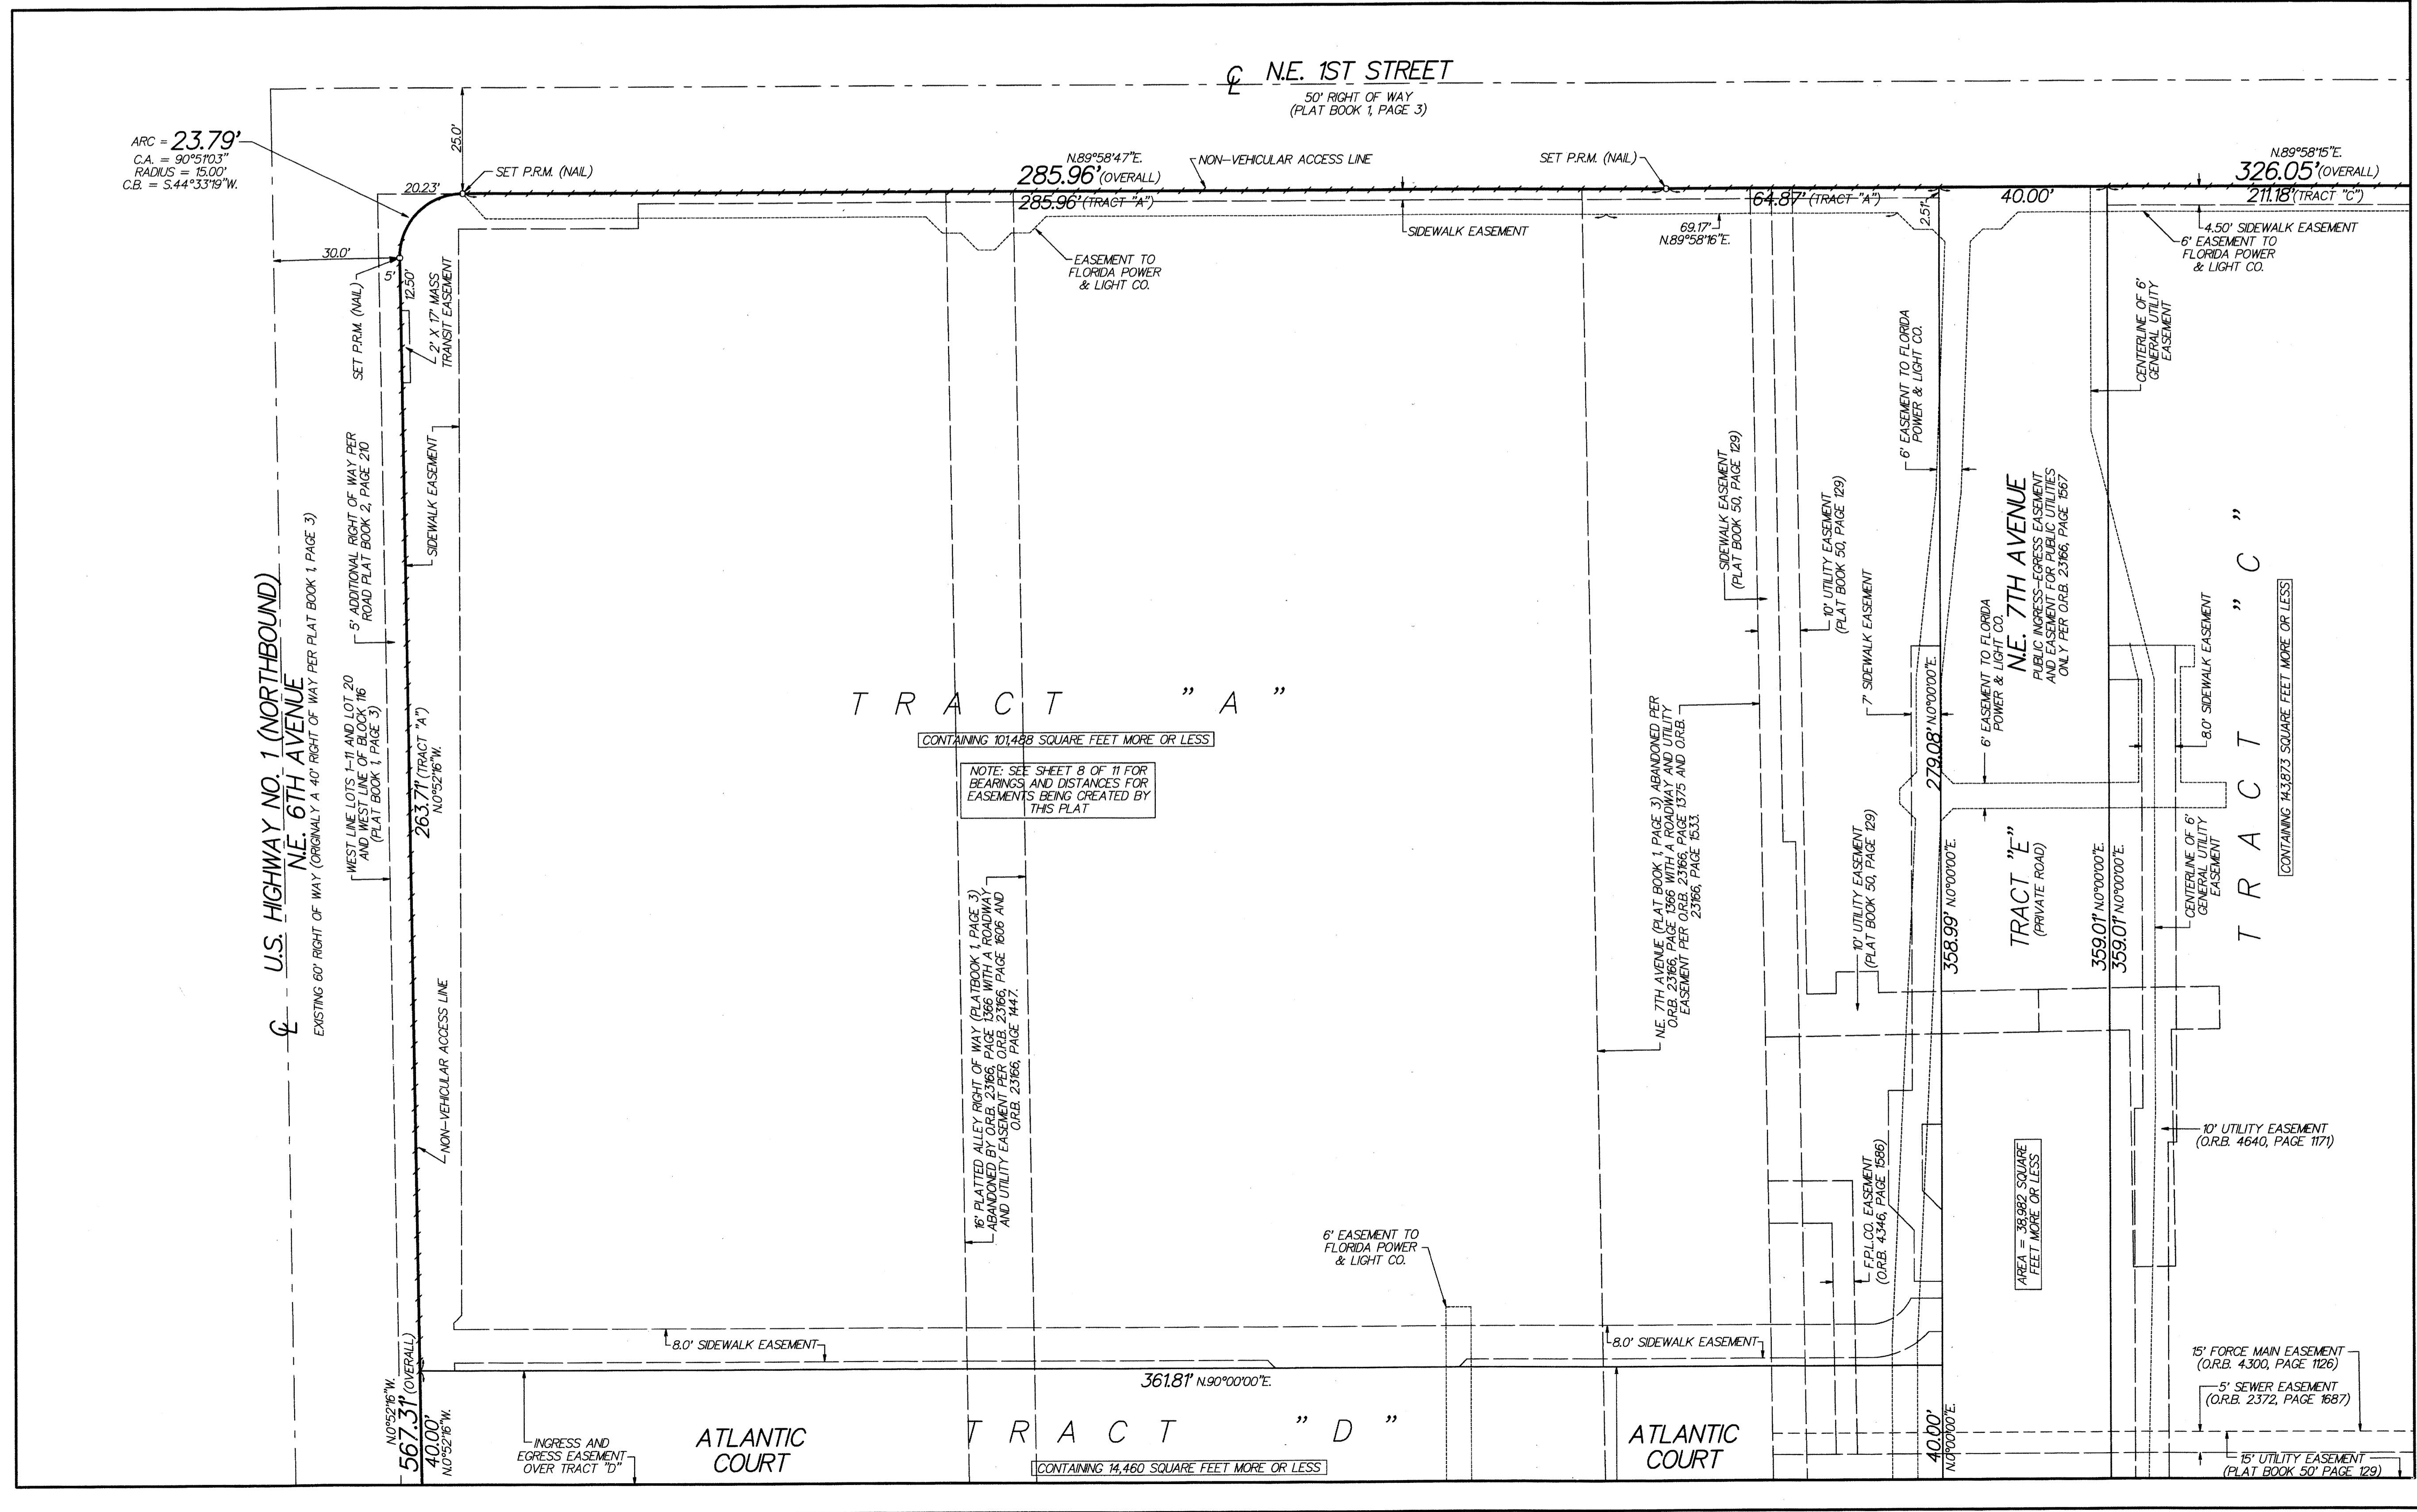 ℄ N.E. 1ST STREET
50' RIGHT OF WAY
(PLAT BOOK 1, PAGE 3)
ARC = 23.79'
C.A. = 90°51'03"
RADIUS = 15.00'
C.B. = S.44°33'19"W.
25.0'
20.23'
SET P.R.M. (NAIL)
N.89°58'47"E.
285.96' (OVERALL)
285.96' (TRACT "A")
NON-VEHICULAR ACCESS LINE
SET P.R.M. (NAIL)
64.87' (TRACT "A")
2.51'
40.00'
N.89°58'15"E.
326.05' (OVERALL)
211.18' (TRACT "C")
SIDEWALK EASEMENT
69.17'
N.89°58'16"E.
4.50' SIDEWALK EASEMENT
6' EASEMENT TO
FLORIDA POWER
& LIGHT CO.
EASEMENT TO
FLORIDA POWER
& LIGHT CO.
30.0'
5'
12.50'
SET P.R.M. (NAIL)
2' X 17' MASS
TRANSIT EASEMENT
SIDEWALK EASEMENT
5' ADDITIONAL RIGHT OF WAY PER
ROAD PLAT BOOK 2, PAGE 210
℄ U.S. HIGHWAY NO. 1 (NORTHBOUND)
N.E. 6TH AVENUE
EXISTING 60' RIGHT OF WAY (ORIGINALY A 40' RIGHT OF WAY PER PLAT BOOK 1, PAGE 3)
WEST LINE LOTS 1-11 AND LOT 20
AND WEST LINE OF BLOCK 116
(PLAT BOOK 1, PAGE 3)
263.71' (TRACT "A")
N.0°52'16"W.
NON-VEHICULAR ACCESS LINE
TRACT "A"
CONTAINING 101,488 SQUARE FEET MORE OR LESS
NOTE: SEE SHEET 8 OF 11 FOR
BEARINGS AND DISTANCES FOR
EASEMENTS BEING CREATED BY
THIS PLAT
16' PLATTED ALLEY RIGHT OF WAY (PLATBOOK 1, PAGE 3)
ABANDONED BY O.R.B. 23166, PAGE 1366 WITH A ROADWAY
AND UTILITY EASEMENT PER O.R.B. 23166, PAGE 1606 AND
O.R.B. 23166, PAGE 1447.
N.E. 7TH AVENUE (PLAT BOOK 1, PAGE 3) ABANDONED PER
O.R.B. 23166, PAGE 1366 WITH A ROADWAY AND UTILITY
EASEMENT PER O.R.B. 23166, PAGE 1375 AND O.R.B.
23166, PAGE 1533.
SIDEWALK EASEMENT
(PLAT BOOK 50, PAGE 129)
10' UTILITY EASEMENT
(PLAT BOOK 50, PAGE 129)
7' SIDEWALK EASEMENT
10' UTILITY EASEMENT
(PLAT BOOK 50, PAGE 129)
6' EASEMENT TO FLORIDA
POWER & LIGHT CO.
279.08' N.0°00'00"E.
358.99' N.0°00'00"E.
6' EASEMENT TO FLORIDA
POWER & LIGHT CO.
N.E. 7TH AVENUE
PUBLIC INGRESS-EGRESS EASEMENT
AND EASEMENT FOR PUBLIC UTILITIES
ONLY PER O.R.B. 23166, PAGE 1567
TRACT "E"
(PRIVATE ROAD)
359.01' N.0°00'00"E.
359.01' N.0°00'00"E.
CENTERLINE OF 6'
GENERAL UTILITY
EASEMENT
8.0' SIDEWALK EASEMENT
CENTERLINE OF 6'
GENERAL UTILITY
EASEMENT
TRACT "C"
CONTAINING 143,873 SQUARE FEET MORE OR LESS
10' UTILITY EASEMENT
(O.R.B. 4640, PAGE 1171)
AREA = 38,982 SQUARE
FEET MORE OR LESS
F.P.L.CO. EASEMENT
(O.R.B. 4346, PAGE 1586)
6' EASEMENT TO
FLORIDA POWER
& LIGHT CO.
8.0' SIDEWALK EASEMENT
8.0' SIDEWALK EASEMENT
361.81' N.90°00'00"E.
N.0°52'16"W.
567.31' (OVERALL)
40.00'
N.0°52'16"W.
INGRESS AND
EGRESS EASEMENT
OVER TRACT "D"
ATLANTIC
COURT
TRACT "D"
CONTAINING 14,460 SQUARE FEET MORE OR LESS
ATLANTIC
COURT
40.00'
N.0°00'00"E.
15' FORCE MAIN EASEMENT
(O.R.B. 4300, PAGE 1126)
5' SEWER EASEMENT
(O.R.B. 2372, PAGE 1687)
15' UTILITY EASEMENT
(PLAT BOOK 50' PAGE 129)